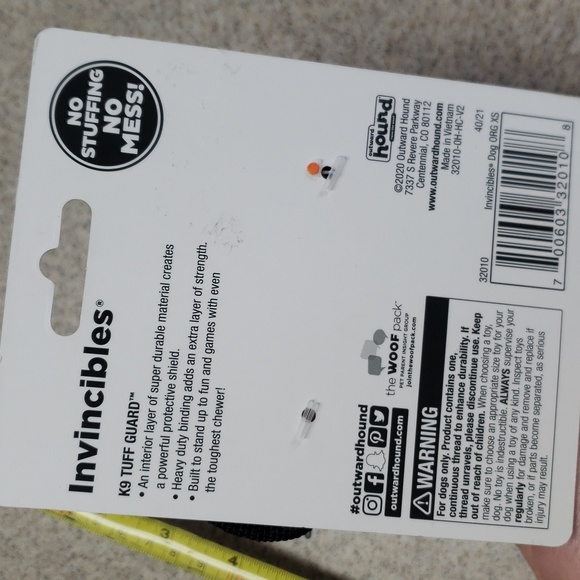 NO
STUFFING
NO
MESS!
Invincibles®
K9 TUFF GUARD™
• An interior layer of super durable material creates
a powerful protective shield.
• Heavy duty binding adds an extra layer of strength.
• Built to stand up to fun and games with even
the toughest chewer!
outward
hound
©2020 Outward Hound
7337 S Revere Parkway
Centennial, CO 80112
www.outwardhound.com
Made in Vietnam
32010-OH-HC-V2
40/21
Invincibles® Dog ORG XS
32010
7 00603 32010 8
the WOOF pack™
PET PARENT INSIGHT GROUP
jointhewoofpack.com
#outwardhound
outwardhound.com
WARNING
For dogs only. Product contains one,
continuous thread to enhance durability. If
thread unravels, please discontinue use. Keep
out of reach of children. When choosing a toy,
make sure to choose an appropriate size toy for your
dog. No toy is indestructible. ALWAYS supervise your
dog when using a toy of any kind. Inspect toys
regularly for damage and remove and replace if
broken, or if parts become separated, as serious
injury may result.
3
4